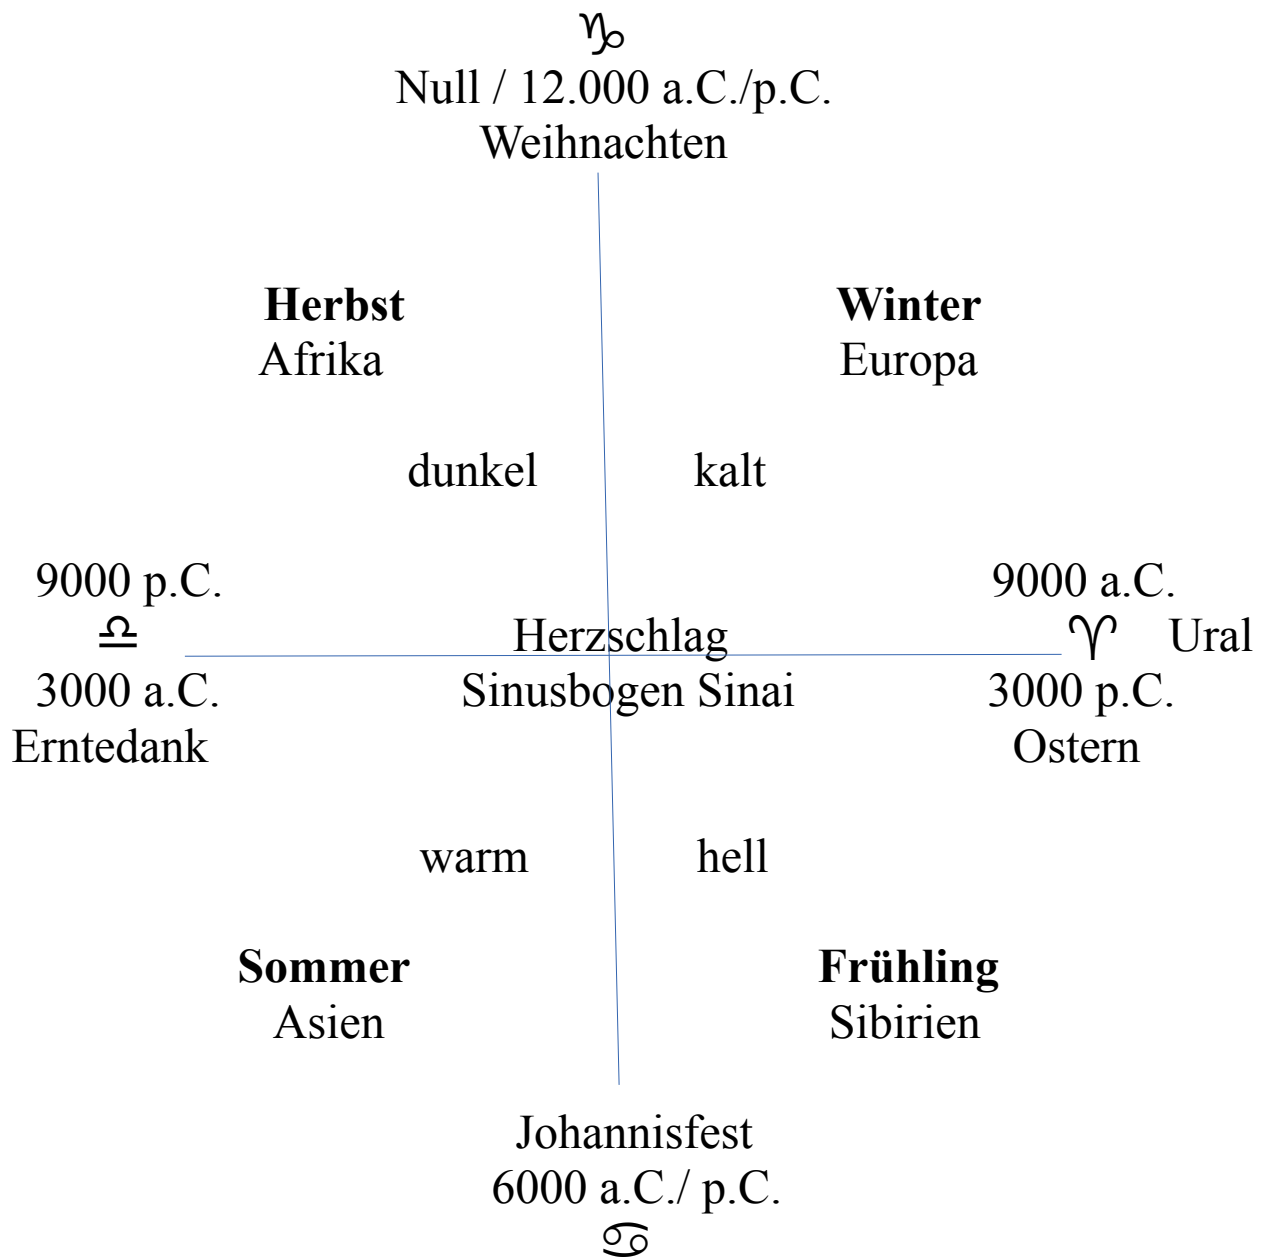 ♑
Null / 12.000 a.C./p.C.
Weihnachten
Herbst Winter
Afrika Europa
dunkel kalt
9000 p.C. 9000 a.C.
♎ Herzschlag ♈ Ural
3000 a.C. Sinusbogen Sinai 3000 p.C.
Erntedank Ostern
warm hell
Sommer Frühling
Asien Sibirien
Johannisfest
6000 a.C./ p.C.
♋